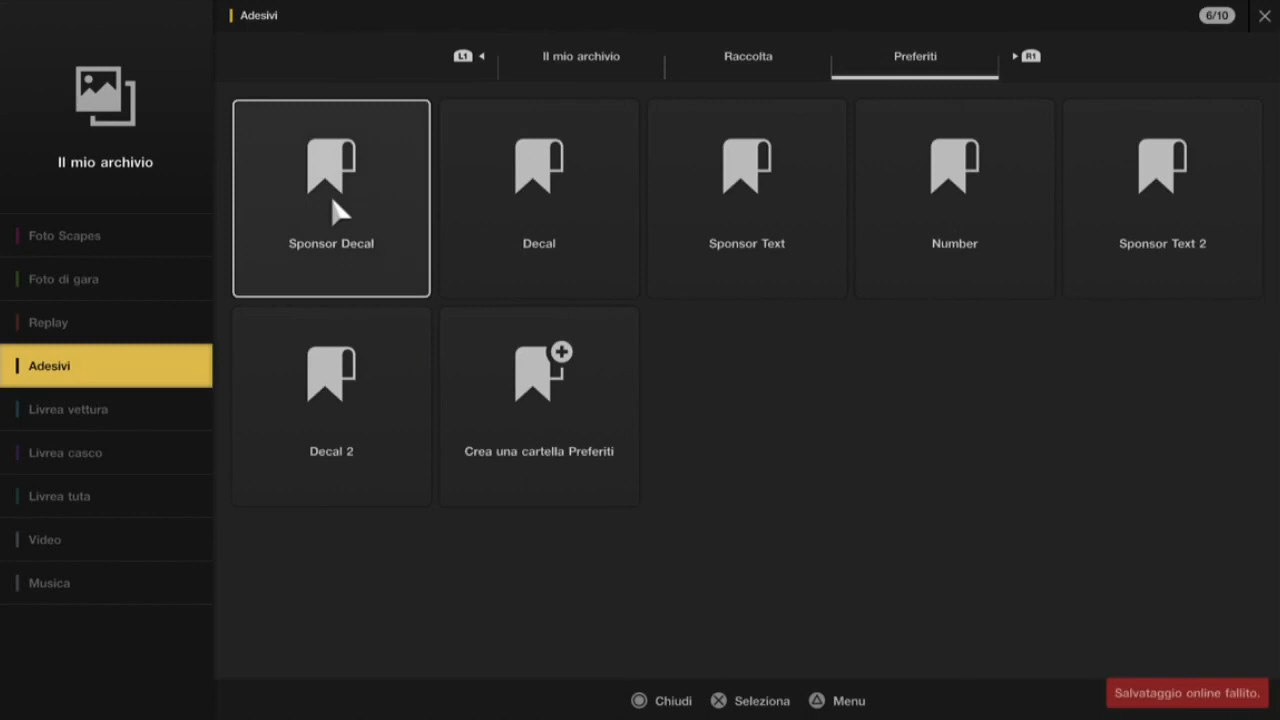 Adesivi
6/10
Il mio archivio
L1
Il mio archivio
Raccolta
Preferiti
R1
Foto Scapes
Foto di gara
Replay
Adesivi
Livrea vettura
Livrea casco
Livrea tuta
Video
Musica
Sponsor Decal
Decal
Sponsor Text
Number
Sponsor Text 2
Decal 2
Crea una cartella Preferiti
Chiudi
Seleziona
Menu
Salvataggio online fallito.